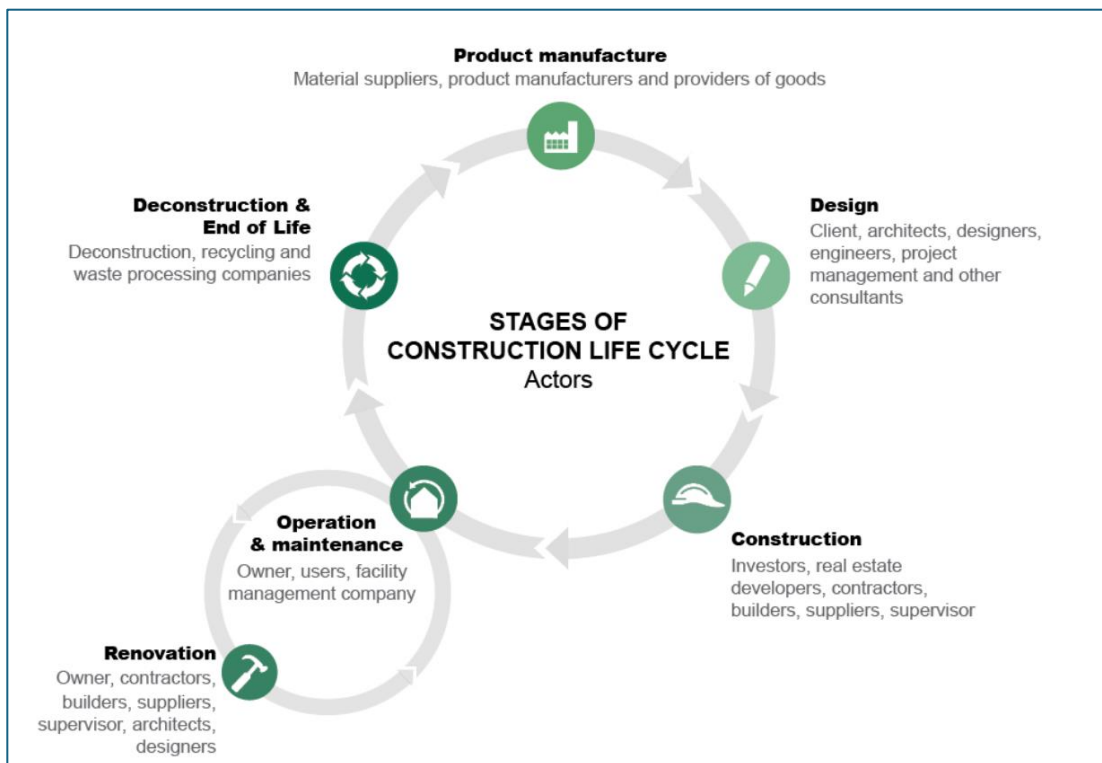 Product manufacture
Material suppliers, product manufacturers and providers of goods
Deconstruction &
End of Life
Deconstruction, recycling and
waste processing companies
Design
Client, architects, designers,
engineers, project
management and other
consultants
STAGES OF
CONSTRUCTION LIFE CYCLE
Actors
Operation
& maintenance
Owner, users, facility
management company
Construction
Investors, real estate
developers, contractors,
builders, suppliers, supervisor
Renovation
Owner, contractors,
builders, suppliers,
supervisor, architects,
designers